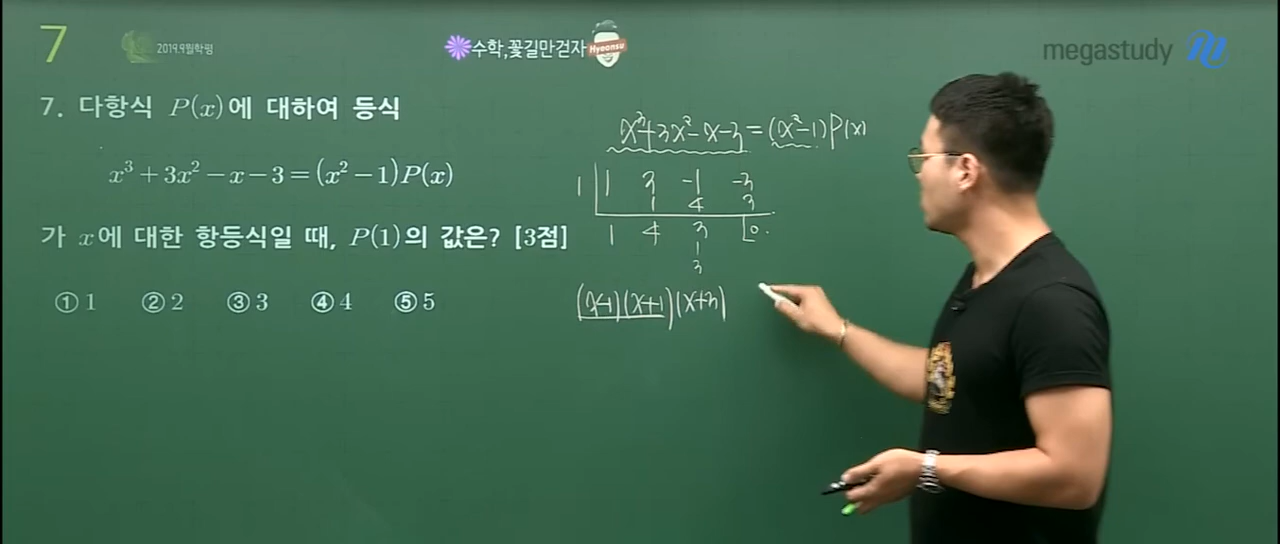 7
2019.9월학평
수학,꽃길만걷자
Hyeonsu
megastudy
7. 다항식 P(x)에 대하여 등식
x³+3x²−x−3=(x²−1)P(x)
가 x에 대한 항등식일 때, P(1)의 값은? [3점]
① 1 ② 2 ③ 3 ④ 4 ⑤ 5
x³+3x²−x−3=(x²−1)P(x)
1 | 1 3 −1 −3
1 4 3
1 4 3 0
1
3
(x−1)(x+1)(x+3)